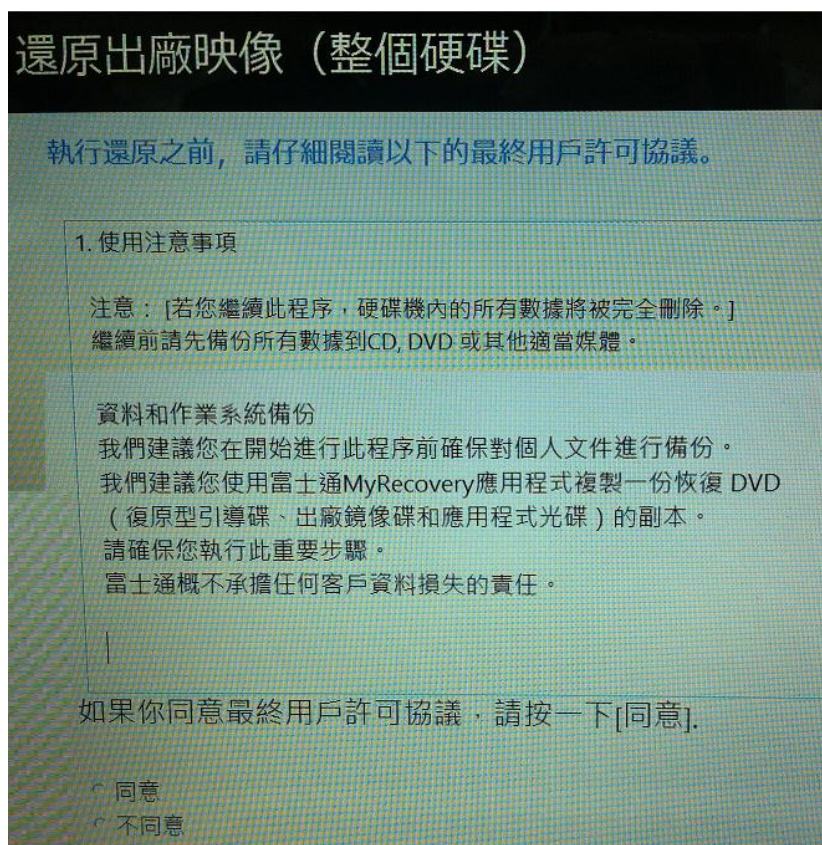 還原出廠映像（整個硬碟）
執行還原之前，請仔細閱讀以下的最終用戶許可協議。
1. 使用注意事項
注意： [若您繼續此程序，硬碟機內的所有數據將被完全刪除。]
繼續前請先備份所有數據到CD, DVD 或其他適當媒體。
資料和作業系統備份
我們建議您在開始進行此程序前確保對個人文件進行備份。
我們建議您使用富士通MyRecovery應用程式複製一份恢復 DVD
（復原型引導碟、出廠鏡像碟和應用程式光碟）的副本。
請確保您執行此重要步驟。
富士通概不承擔任何客戶資料損失的責任。
如果你同意最終用戶許可協議，請按一下[同意].
同意
不同意